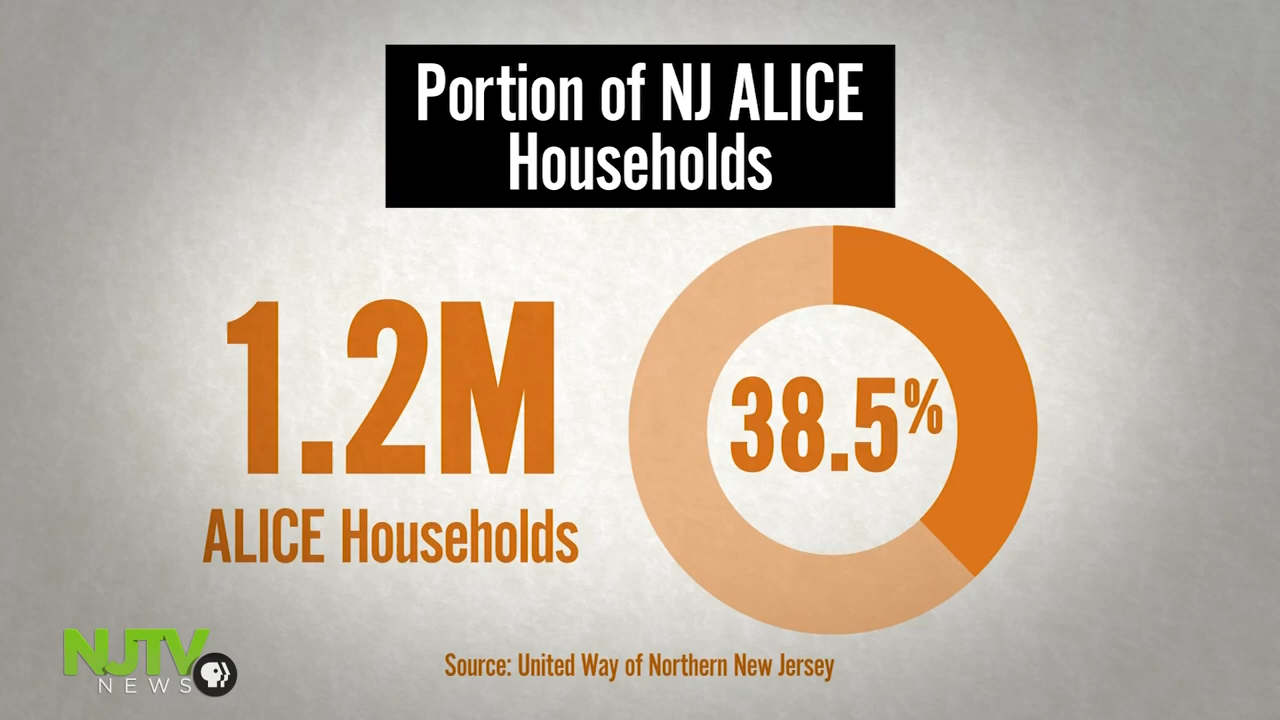 Portion of NJ ALICE
Households
1.2M
ALICE Households
38.5%
Source: United Way of Northern New Jersey
NJTV
NEWS